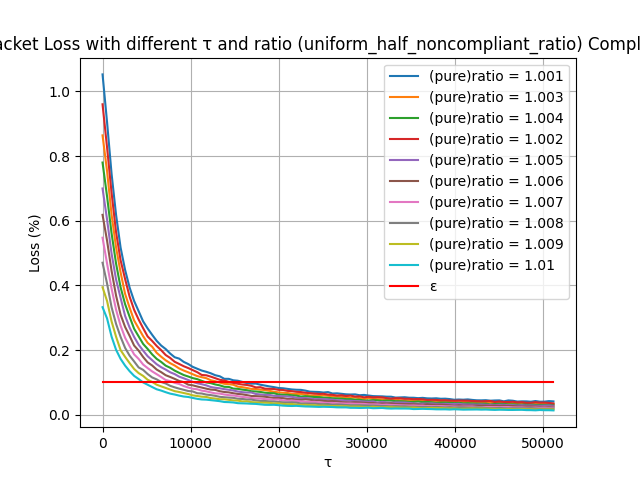 Loss with different τ and ratio (uniform_half_noncompliant_ratio)
Loss (%)
1.0
0.8
0.6
0.4
0.2
0.0
0
10000
20000
30000
40000
50000
τ
(pure)ratio = 1.001
(pure)ratio = 1.003
(pure)ratio = 1.004
(pure)ratio = 1.002
(pure)ratio = 1.005
(pure)ratio = 1.006
(pure)ratio = 1.007
(pure)ratio = 1.008
(pure)ratio = 1.009
(pure)ratio = 1.01
ε